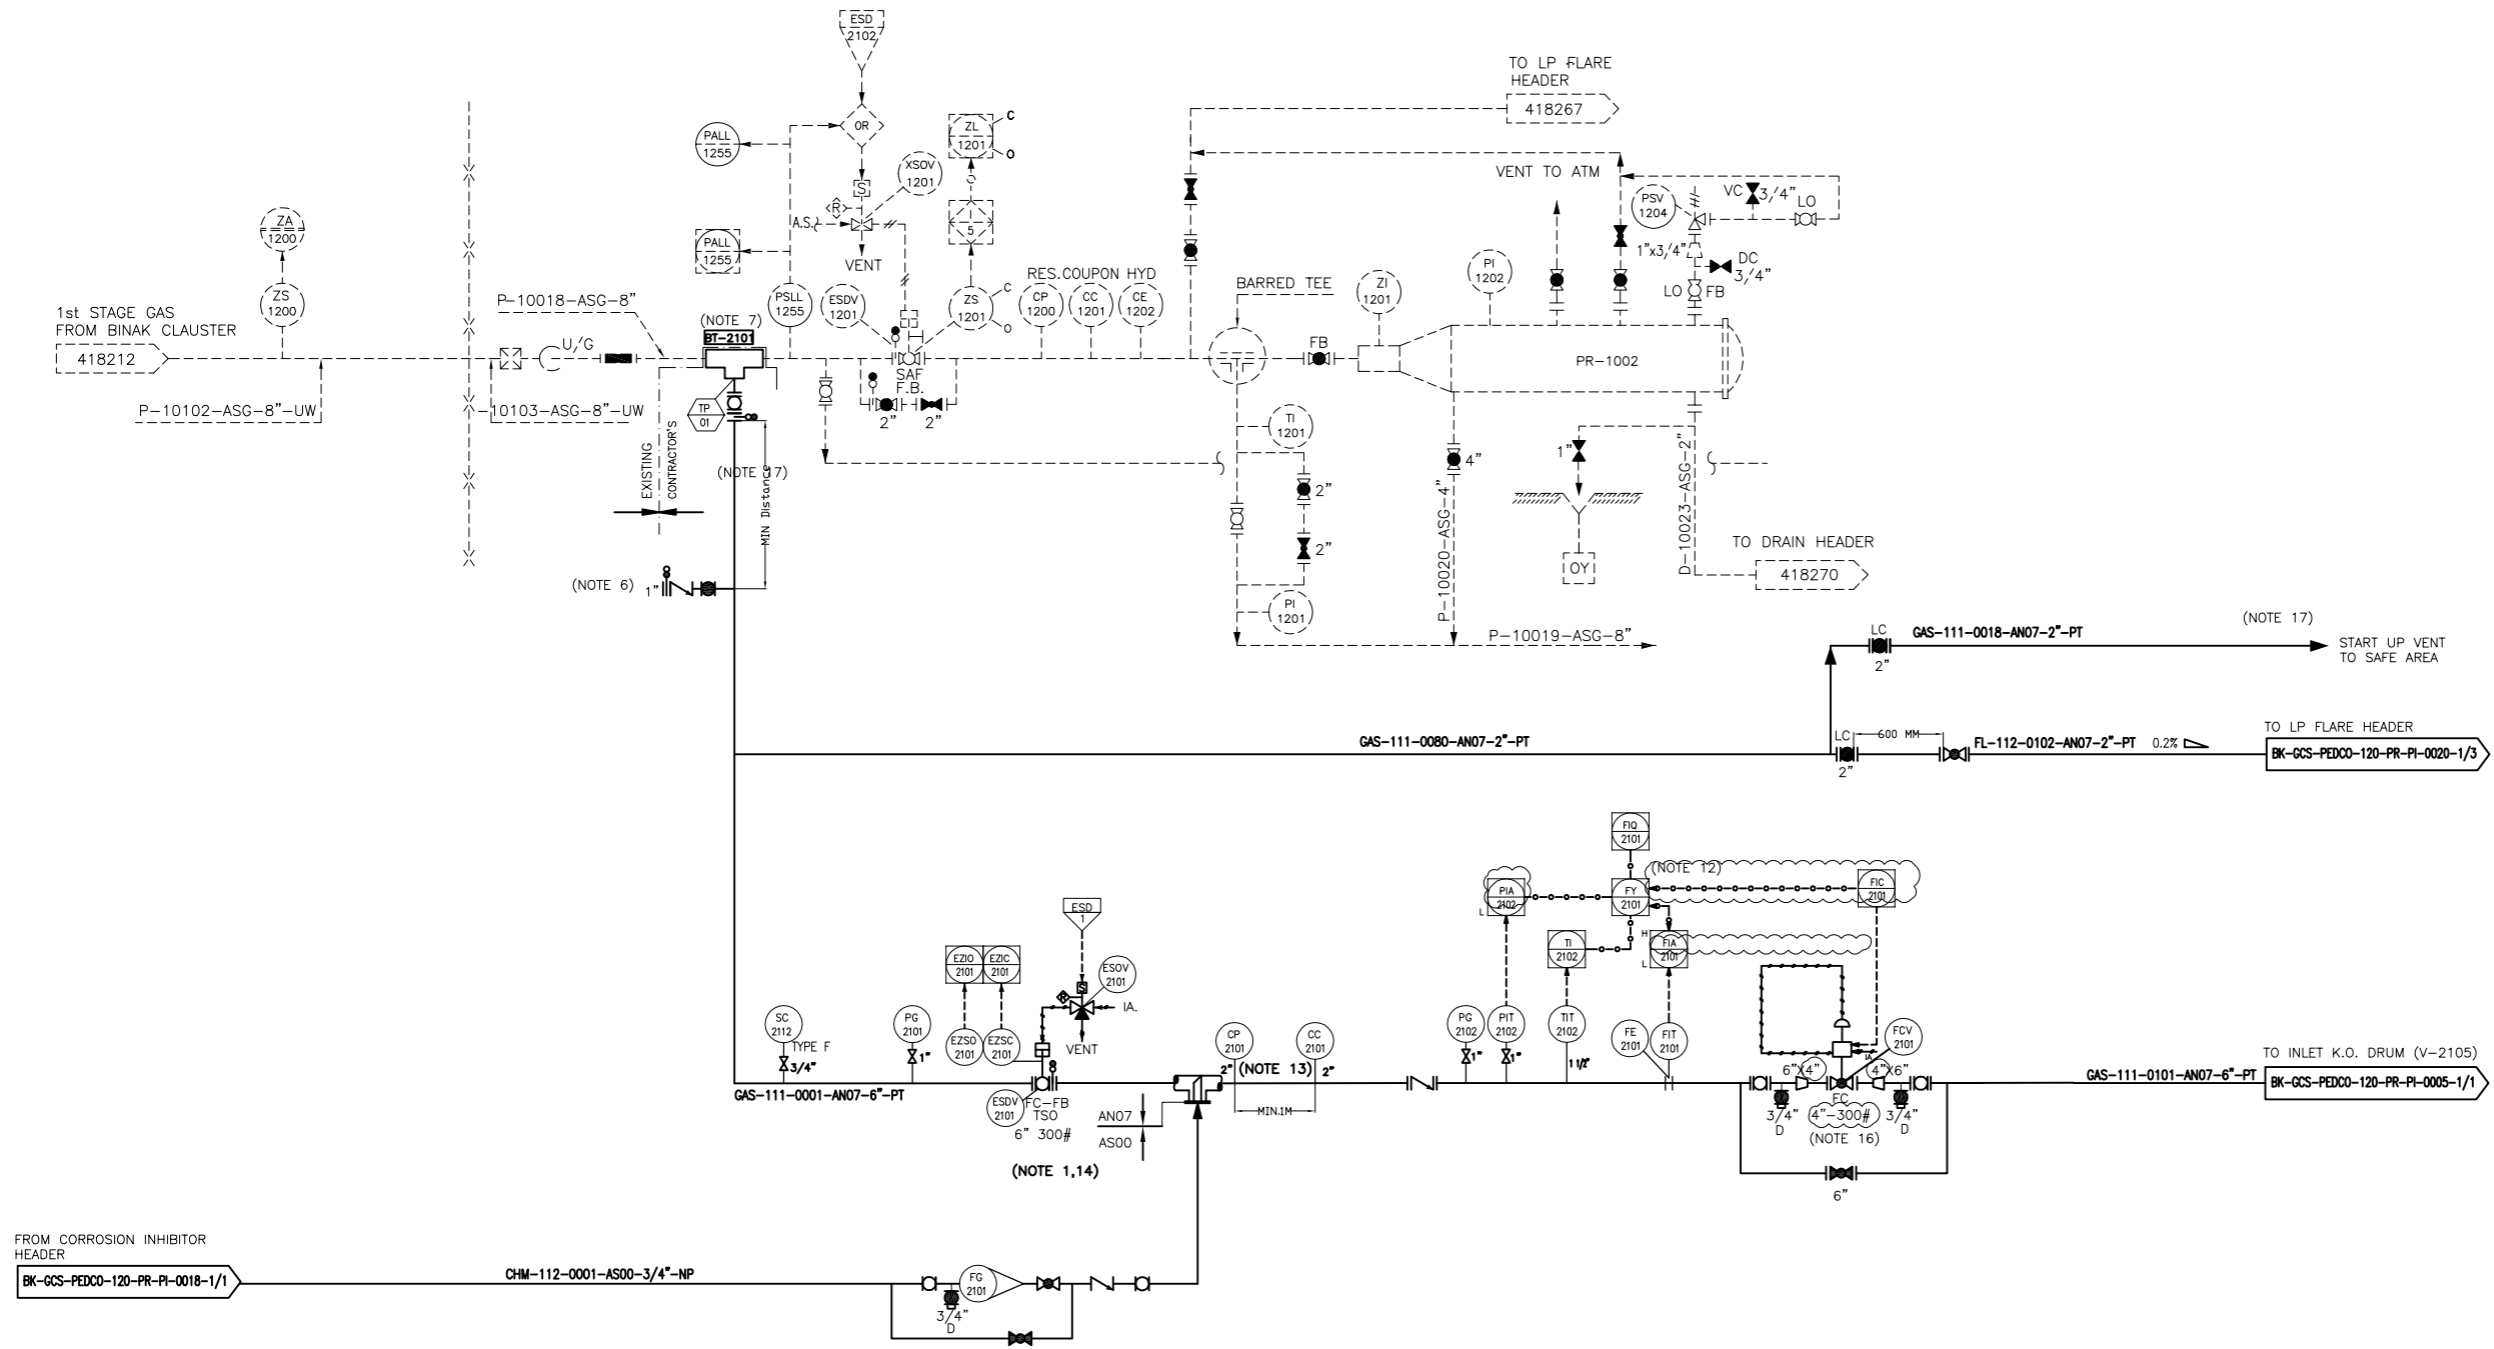 ESD
2102
TO LP FLARE
HEADER
418267
OR
PALL
1255
ZL
1201
C
O
XSOV
1201
S
R
A.S.
VENT
PALL
1255
5
VENT TO ATM
PSV
1204
VC
3/4"
LO
1"x3/4"
DC
3/4"
LO
FB
ZA
1200
ZS
1200
1st STAGE GAS
FROM BINAK CLAUSTER
418212
P-10102-ASG-8"-UW
-10103-ASG-8"-UW
U/G
P-10018-ASG-8"
(NOTE 7)
BT-2101
TP
01
PSLL
1255
ESDV
1201
ZS
1201
C
O
SAF
F.B.
2"
2"
RES.COUPON HYD
CP
1200
CC
1201
CE
1202
BARRED TEE
ZI
1201
PI
1202
FB
PR-1002
EXISTING
CONTRACTOR'S
(NOTE 17)
MIN Distance
TI
1201
2"
2"
PI
1201
4"
P-10020-ASG-4"
1"
OY
D-10023-ASG-2"
TO DRAIN HEADER
418270
P-10019-ASG-8"
(NOTE 6)
1"
LC
2"
GAS-111-0018-AN07-2"-PT
(NOTE 17)
START UP VENT
TO SAFE AREA
GAS-111-0080-AN07-2"-PT
LC
2"
600 MM
FL-112-0102-AN07-2"-PT
0.2%
TO LP FLARE HEADER
BK-GCS-PEDCO-120-PR-PI-0020-1/3
FIQ
2101
(NOTE 12)
PIA
2102
L
FY
2101
FIC
2101
TI
2102
H
FIA
2101
L
ESD
1
EZIO
2101
EZIC
2101
ESOV
2101
S
R
IA.
VENT
SC
2112
TYPE F
3/4"
PG
2101
1"
EZSO
2101
EZSC
2101
CP
2101
CC
2101
2"
(NOTE 13)
2"
MIN.1M
PG
2102
1"
PIT
2102
1"
TIT
2102
1 1/2"
FE
2101
FIT
2101
FCV
2101
IA
6"X4"
4"X6"
FC
4"-300#
(NOTE 16)
3/4"
D
3/4"
D
6"
GAS-111-0001-AN07-6"-PT
ESDV
2101
FC-FB
TSO
6" 300#
(NOTE 1,14)
AN07
AS00
GAS-111-0101-AN07-6"-PT
TO INLET K.O. DRUM (V-2105)
BK-GCS-PEDCO-120-PR-PI-0005-1/1
FROM CORROSION INHIBITOR
HEADER
BK-GCS-PEDCO-120-PR-PI-0018-1/1
CHM-112-0001-AS00-3/4"-NP
FG
2101
3/4"
D